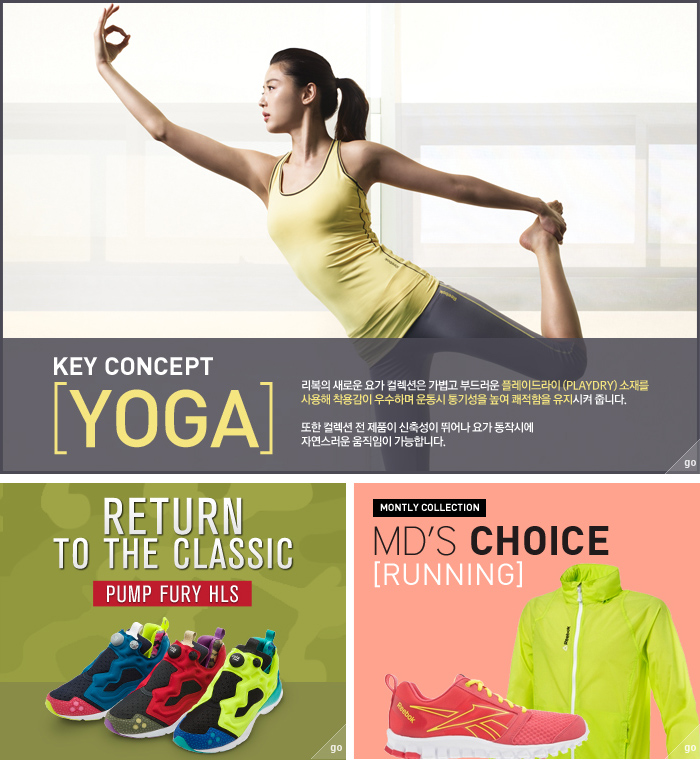 KEY CONCEPT
[YOGA]
리복의 새로운 요가 컬렉션은 가볍고 부드러운 플레이드라이 (PLAYDRY) 소재를
사용해 착용감이 우수하며 운동시 통기성을 높여 쾌적함을 유지시켜 줍니다.
또한 컬렉션 전 제품이 신축성이 뛰어나 요가 동작시에
자연스러운 움직임이 가능합니다.
go
RETURN
TO THE CLASSIC
PUMP FURY HLS
go
MONTLY COLLECTION
MD'S CHOICE
[RUNNING]
Reebok
Reebok
go